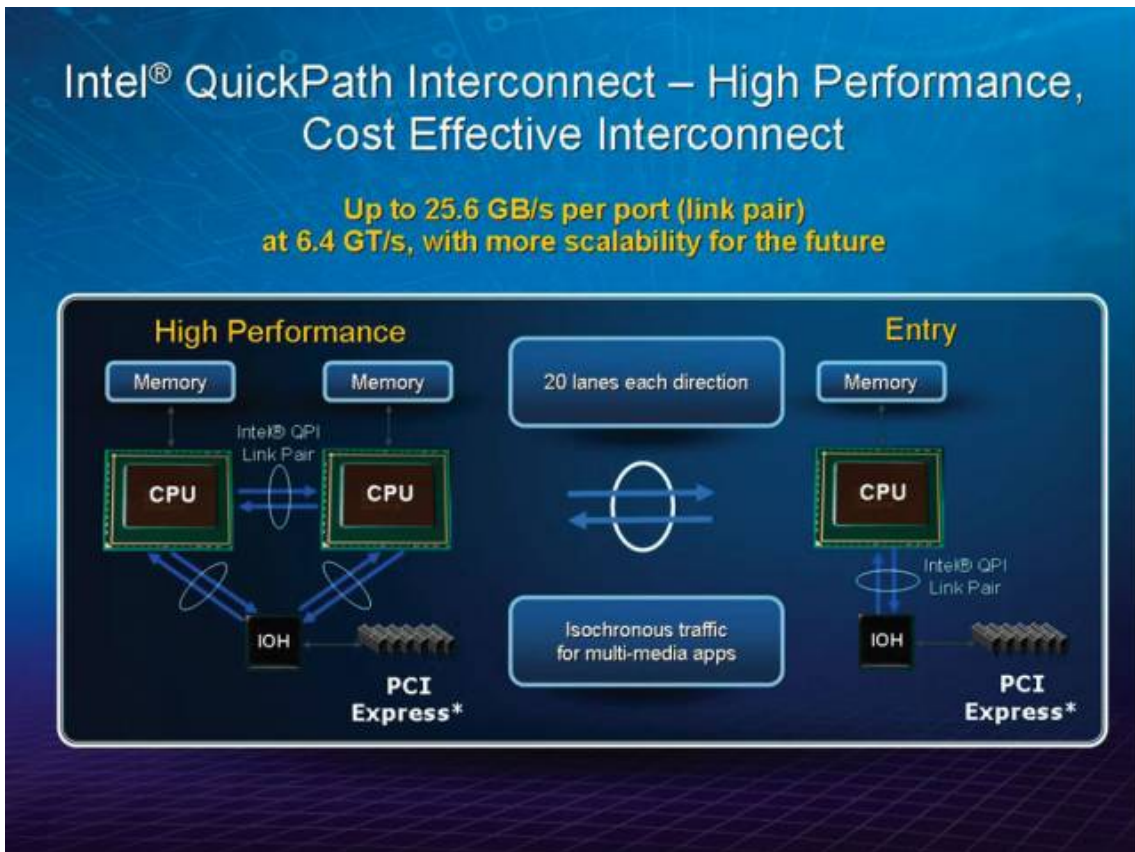 Intel® QuickPath Interconnect – High Performance,
Cost Effective Interconnect
Up to 25.6 GB/s per port (link pair)
at 6.4 GT/s, with more scalability for the future
High Performance
Memory
Memory
Intel® QPI
Link Pair
CPU
CPU
IOH
PCI
Express*
20 lanes each direction
Isochronous traffic
for multi-media apps
Entry
Memory
CPU
Intel® QPI
Link Pair
IOH
PCI
Express*